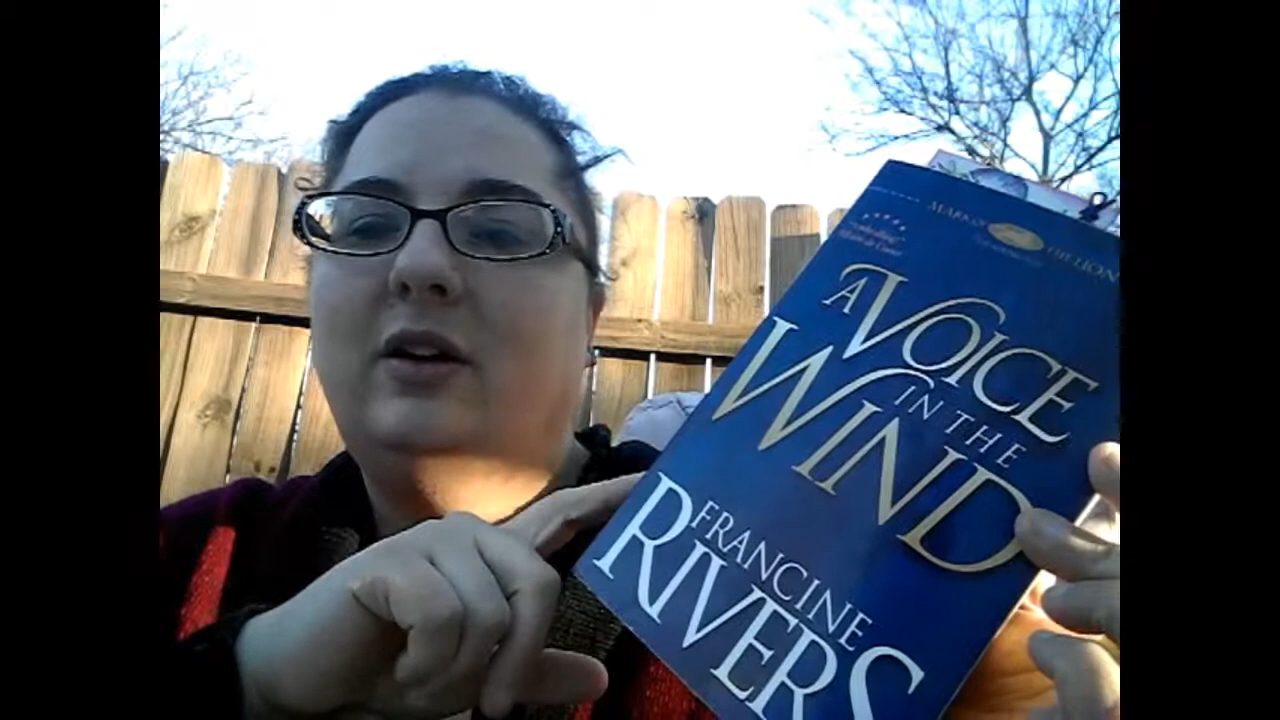 MARK OF THE LION
A VOICE
IN THE
WIND
FRANCINE
RIVERS